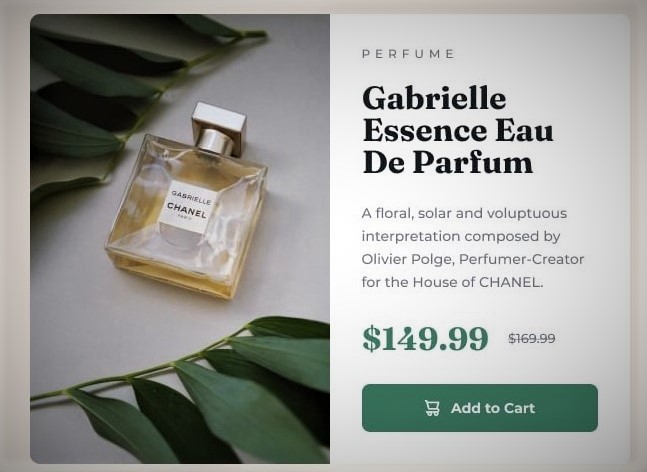 GABRIELLE
CHANEL
PARIS
PERFUME
Gabrielle
Essence Eau
De Parfum
A floral, solar and voluptuous
interpretation composed by
Olivier Polge, Perfumer-Creator
for the House of CHANEL.
$149.99 $169.99
Add to Cart